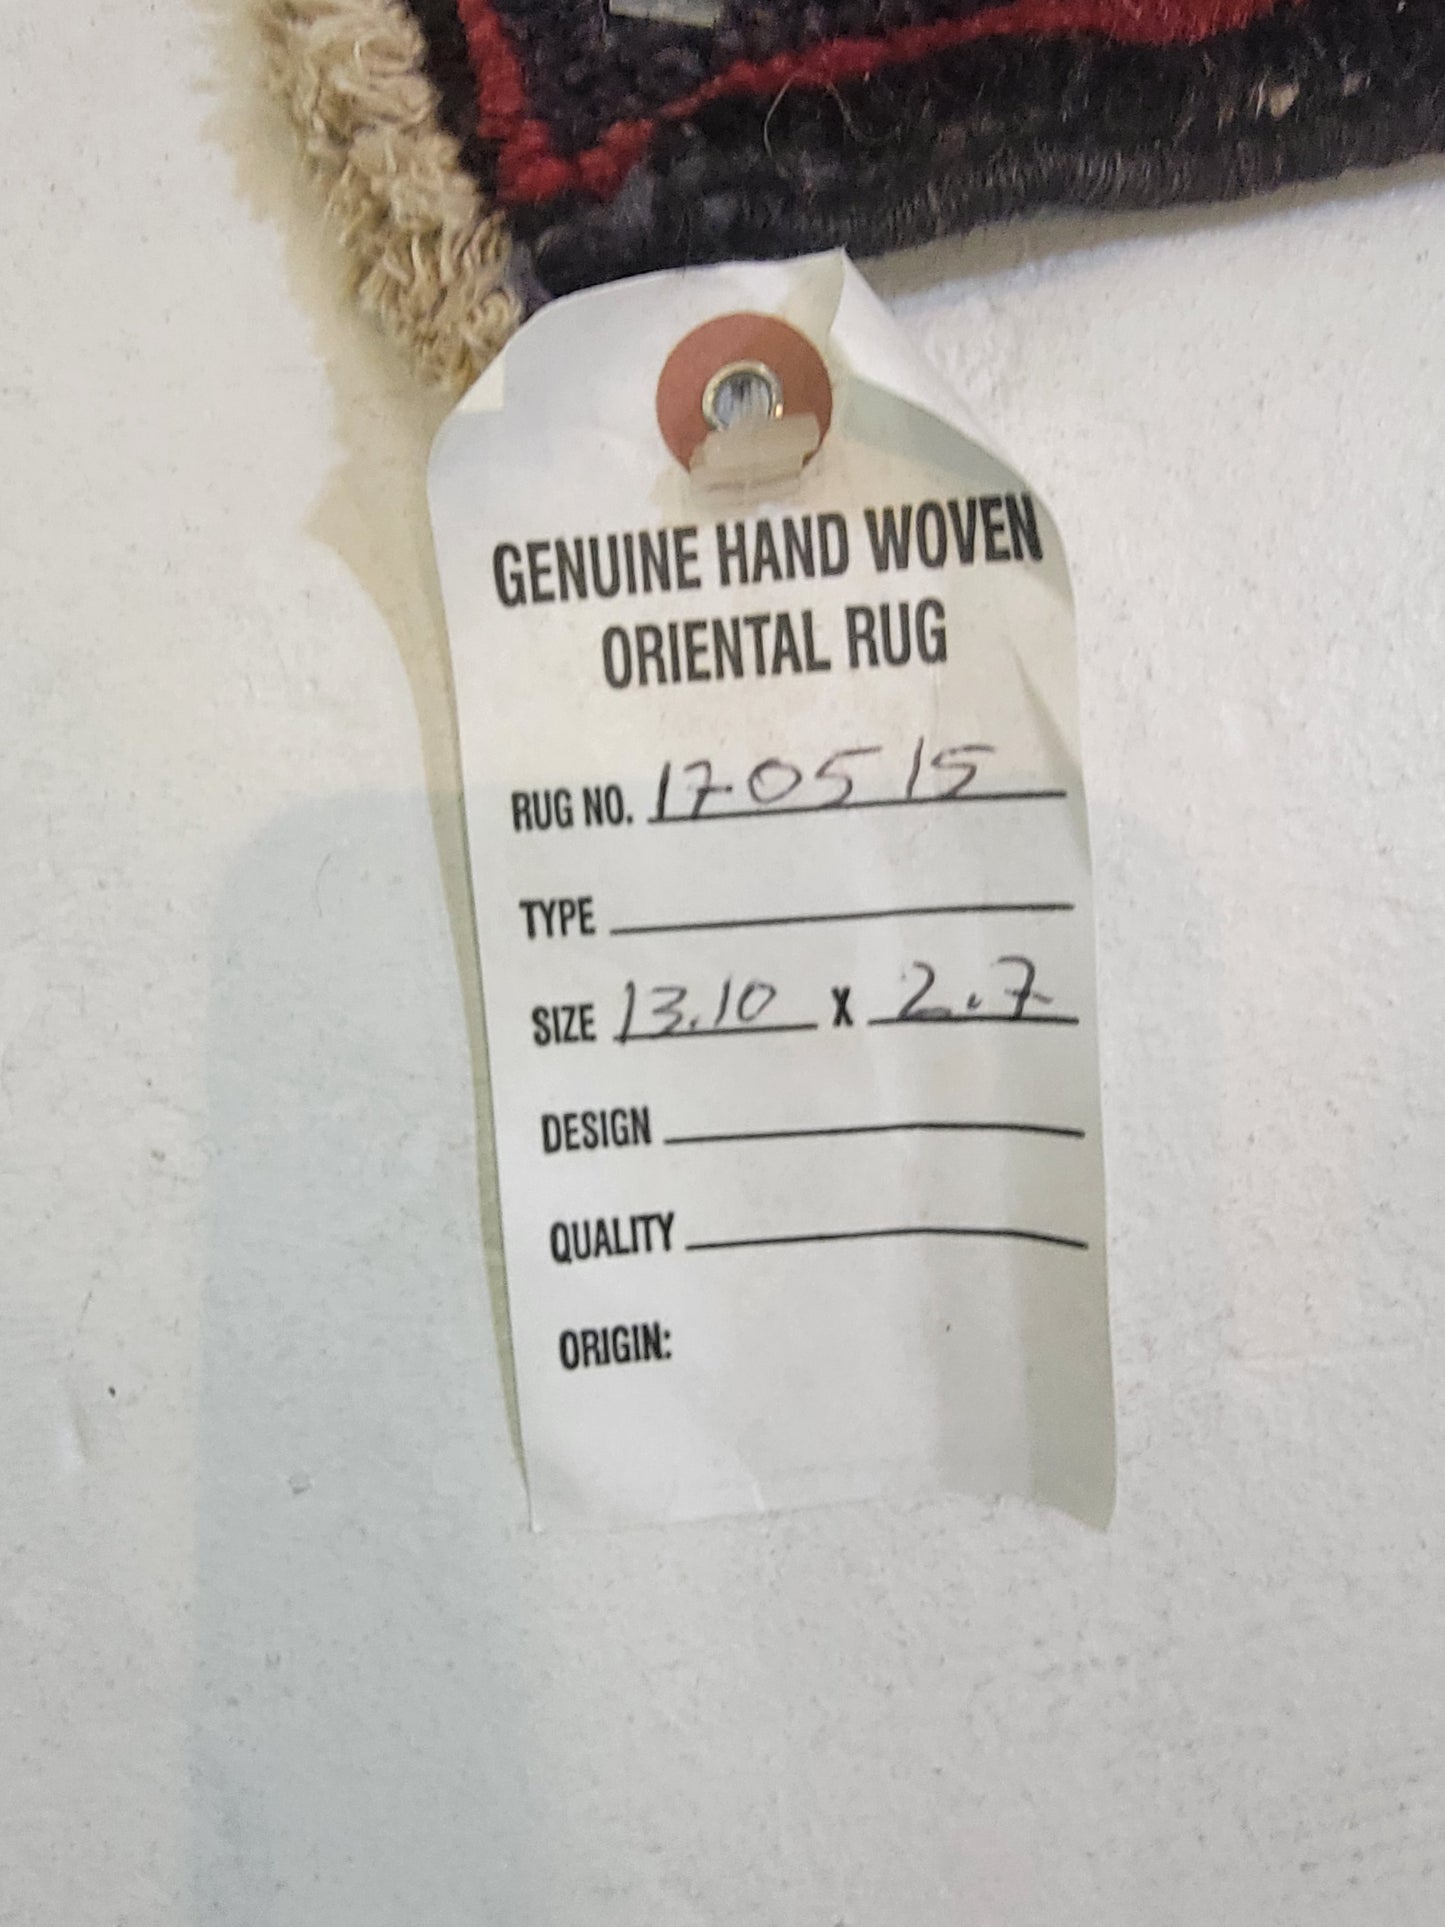 GENUINE HAND WOVEN
ORIENTAL RUG
RUG NO. 170515
TYPE
SIZE 13.10 X 2.7
DESIGN
QUALITY
ORIGIN: